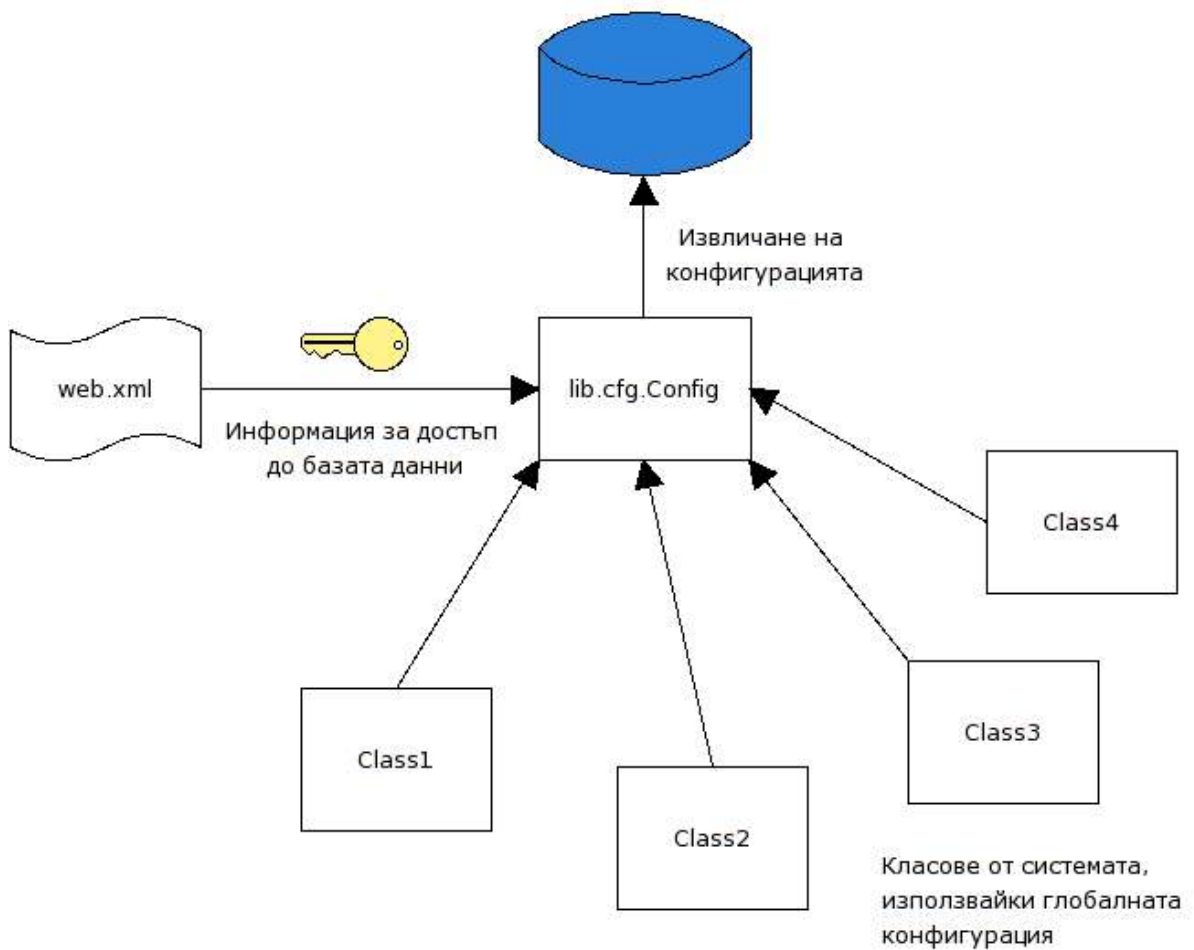 Извличане на
конфигурацията
web.xml
lib.cfg.Config
Информация за достъп
до базата данни
Class4
Class3
Class1
Class2
Класове от системата,
използвайки глобалната
конфигурация